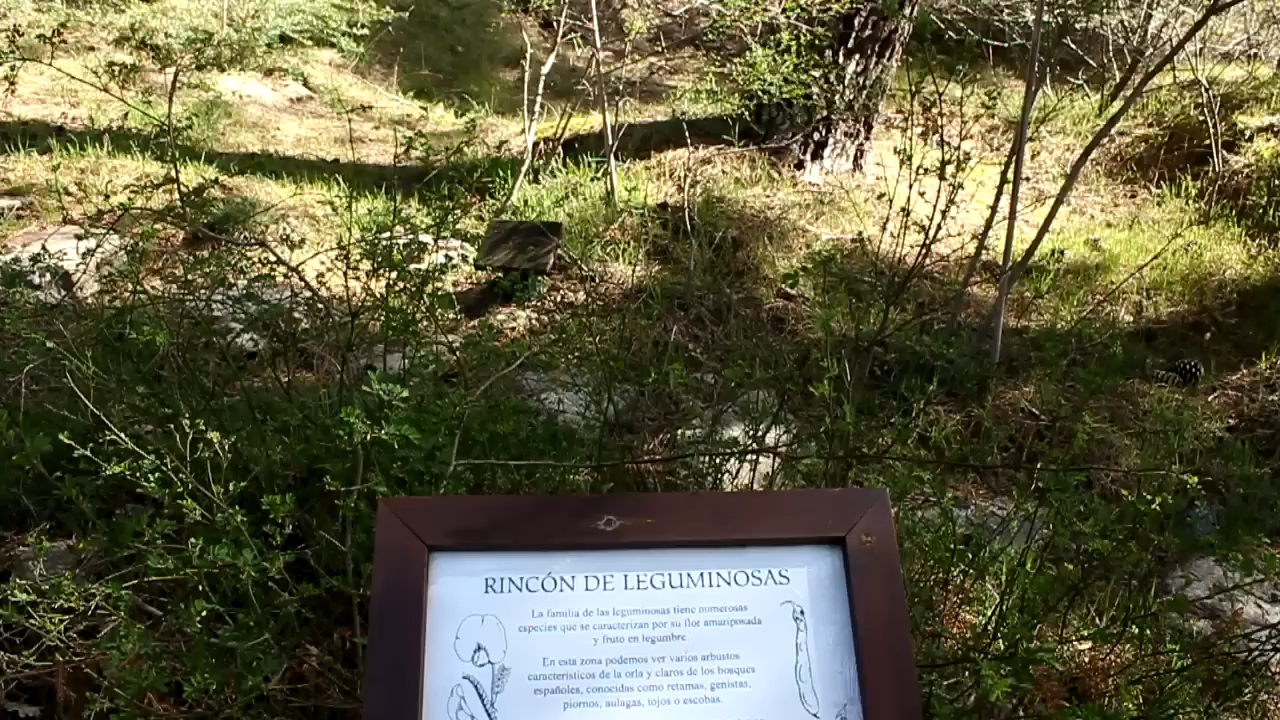 RINCÓN DE LEGUMINOSAS
La familia de las leguminosas tiene numerosas
especies que se caracterizan por su flor amariposada
y fruto en legumbre.
En esta zona podemos ver varios arbustos
característicos de la orla y claros de los bosques
españoles, conocidas como retamas, genistas,
piornos, aulagas, tojos o escobas.